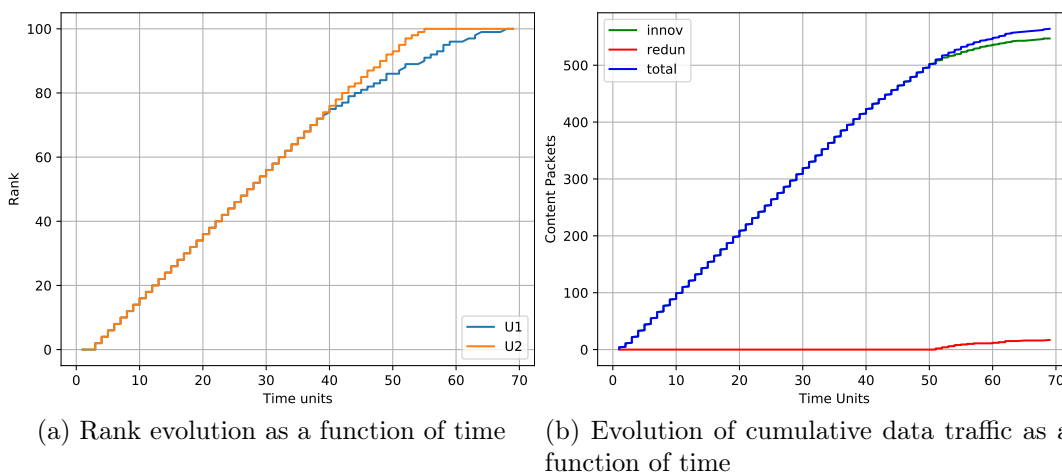 100
80
60
40
20
0
Rank
0 10 20 30 40 50 60 70
Time units
U1
U2
500
400
300
200
100
0
Content Packets
innov
redun
total
0 10 20 30 40 50 60 70
Time Units
(a) Rank evolution as a function of time
(b) Evolution of cumulative data traffic as a
function of time